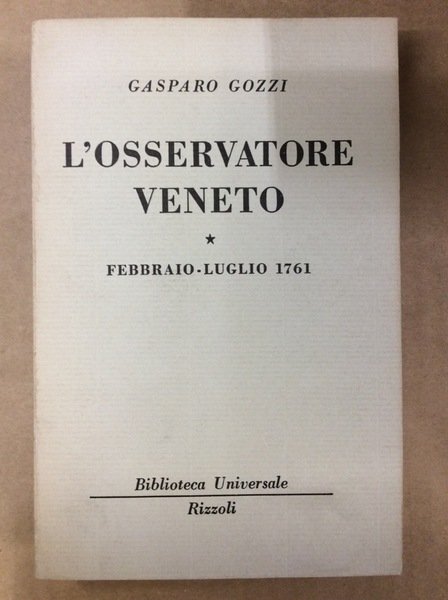 GASPARO GOZZI
L'OSSERVATORE
VENETO
★
FEBBRAIO-LUGLIO 1761
Biblioteca Universale
Rizzoli